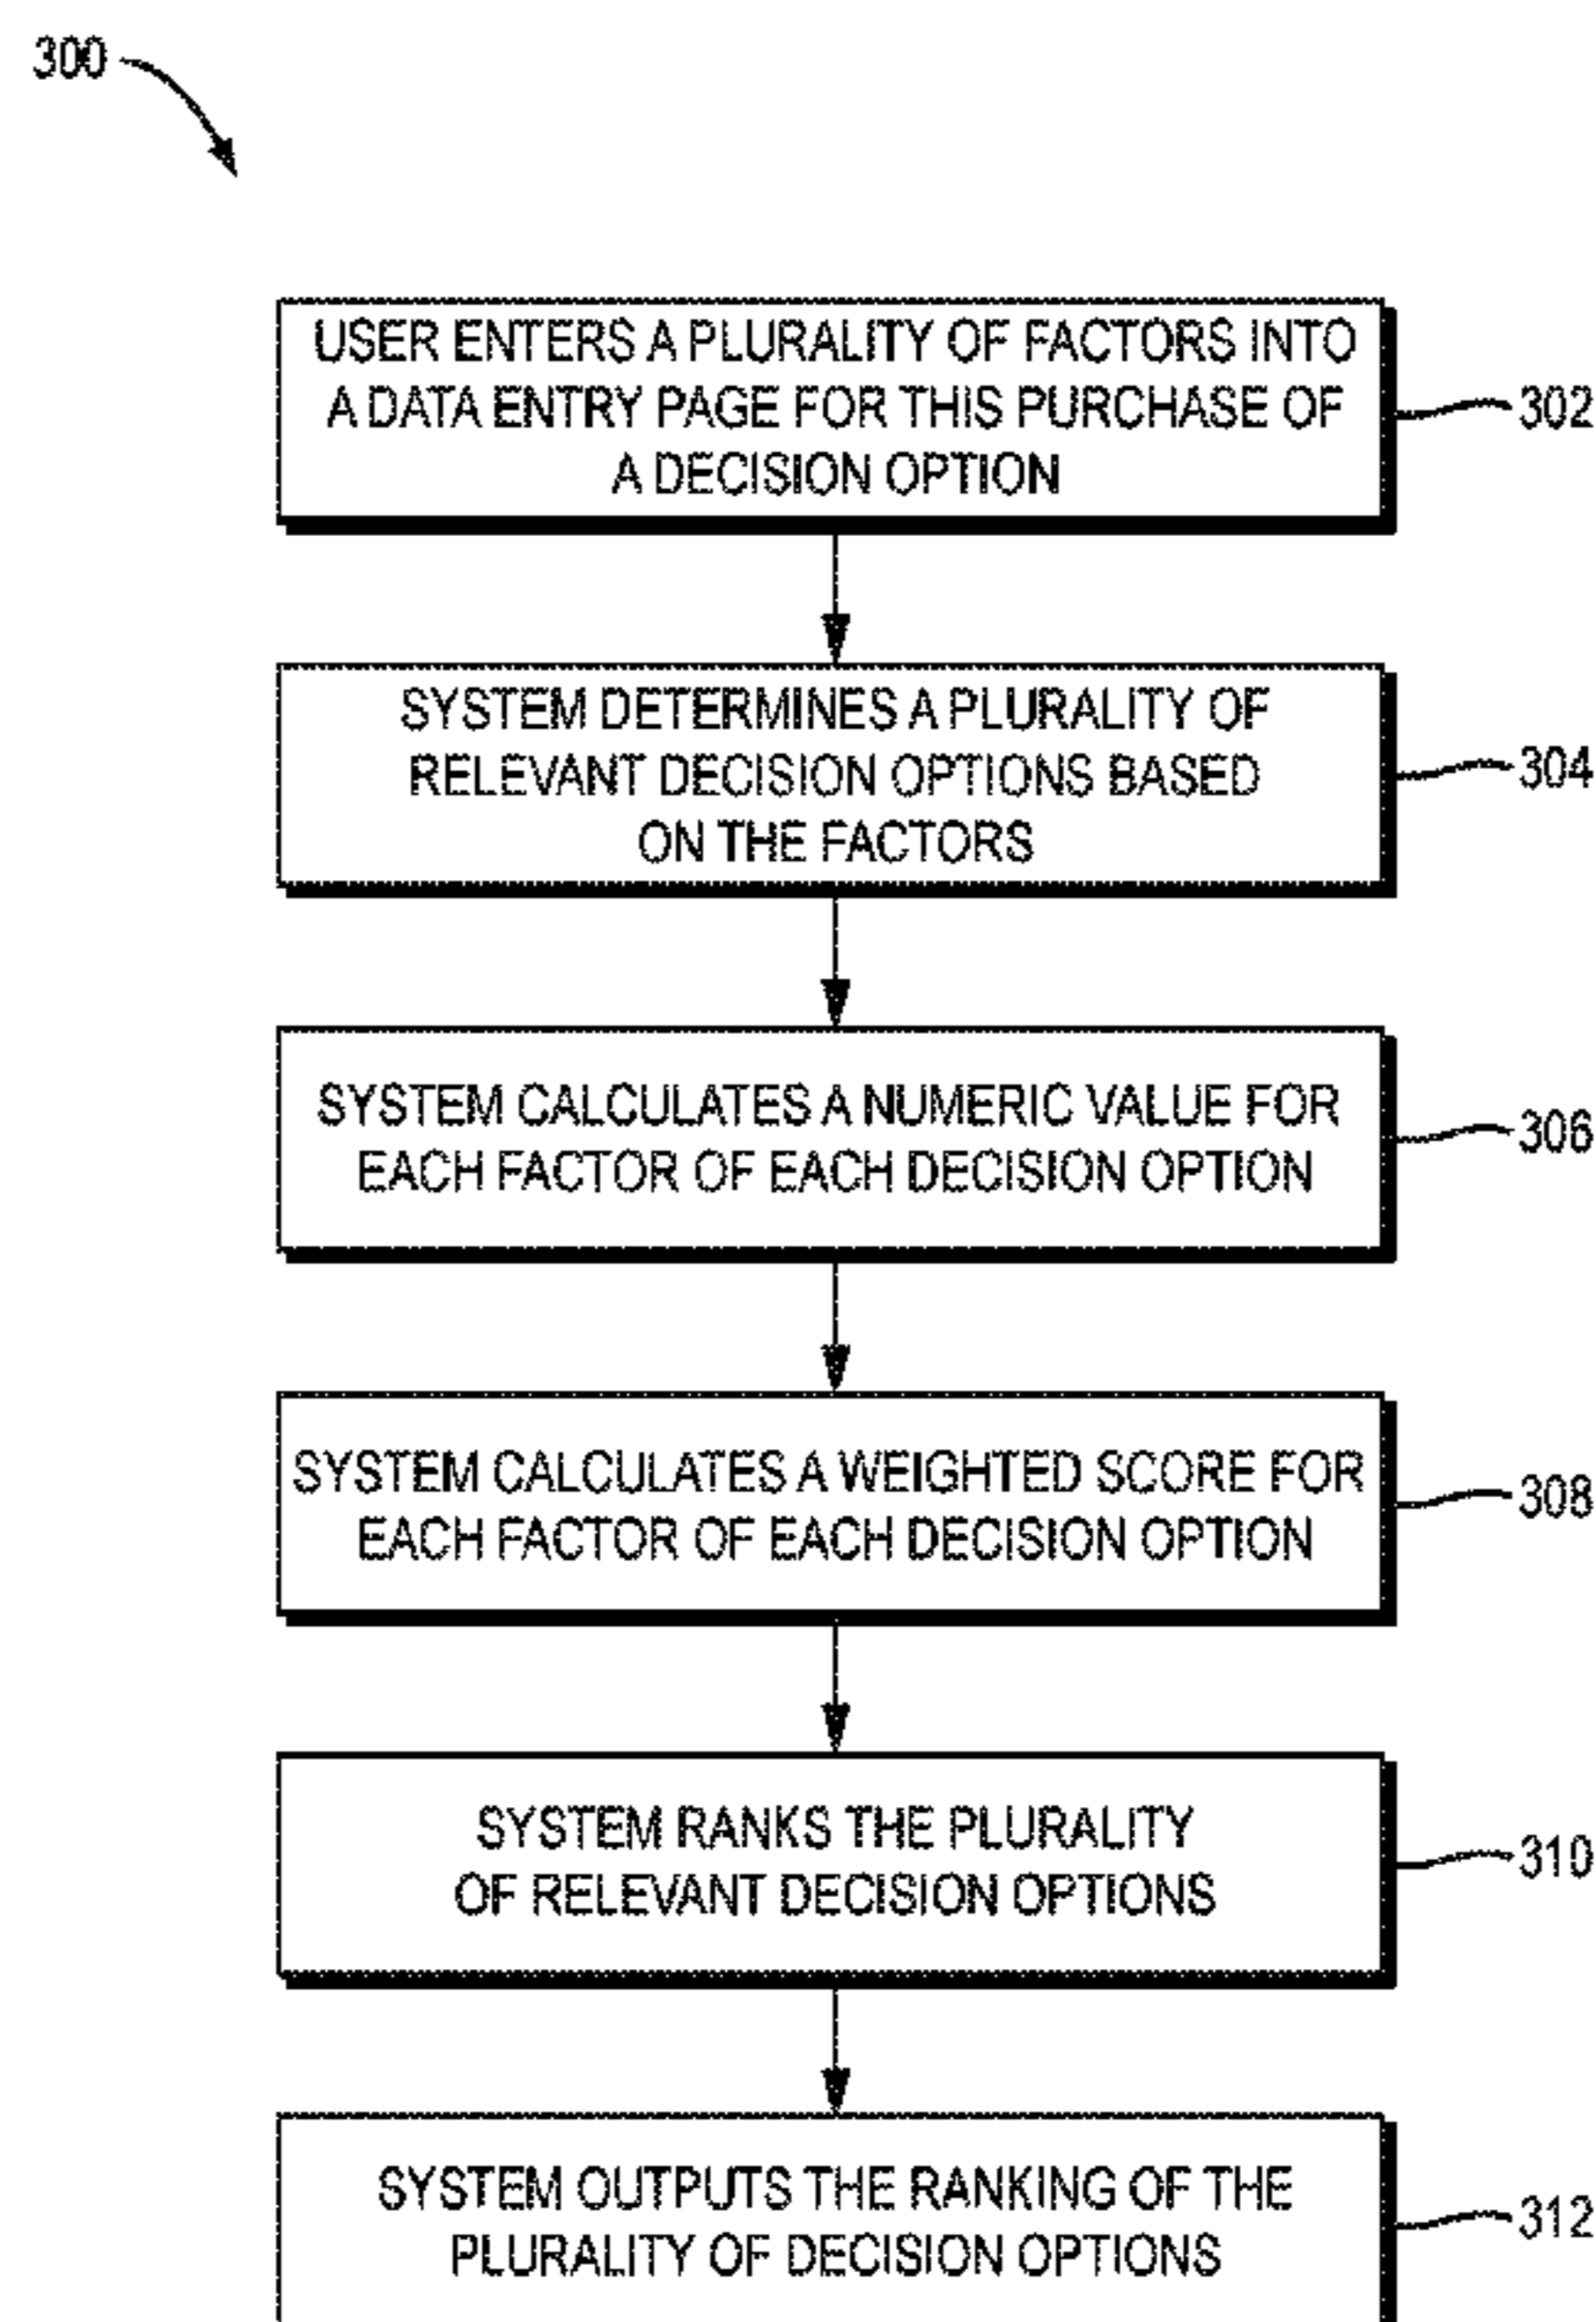 300
USER ENTERS A PLURALITY OF FACTORS INTO
A DATA ENTRY PAGE FOR THIS PURCHASE OF
A DECISION OPTION
302
SYSTEM DETERMINES A PLURALITY OF
RELEVANT DECISION OPTIONS BASED
ON THE FACTORS
304
SYSTEM CALCULATES A NUMERIC VALUE FOR
EACH FACTOR OF EACH DECISION OPTION
306
SYSTEM CALCULATES A WEIGHTED SCORE FOR
EACH FACTOR OF EACH DECISION OPTION
308
SYSTEM RANKS THE PLURALITY
OF RELEVANT DECISION OPTIONS
310
SYSTEM OUTPUTS THE RANKING OF THE
PLURALITY OF DECISION OPTIONS
312